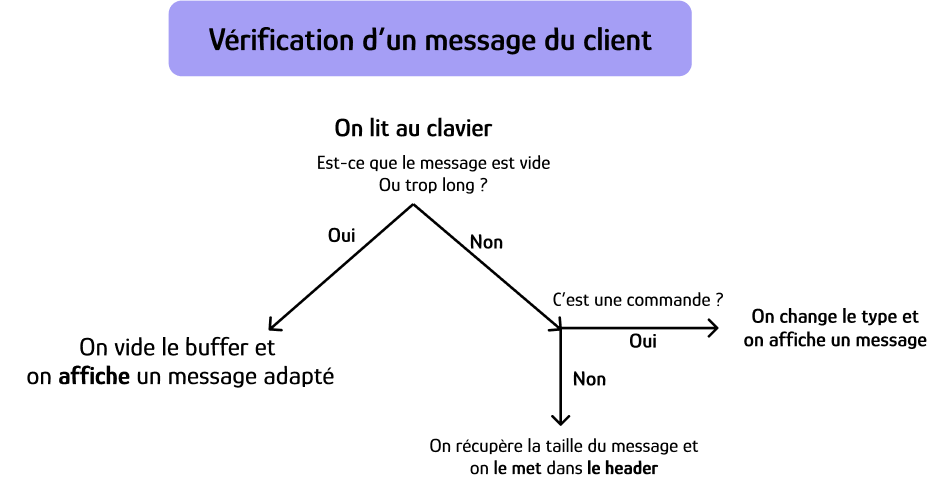 Vérification d'un message du client
On lit au clavier
Est-ce que le message est vide
Ou trop long ?
Oui
Non
C'est une commande ?
Oui
On change le type et
on affiche un message
On vide le buffer et
on affiche un message adapté
Non
On récupère la taille du message et
on le met dans le header